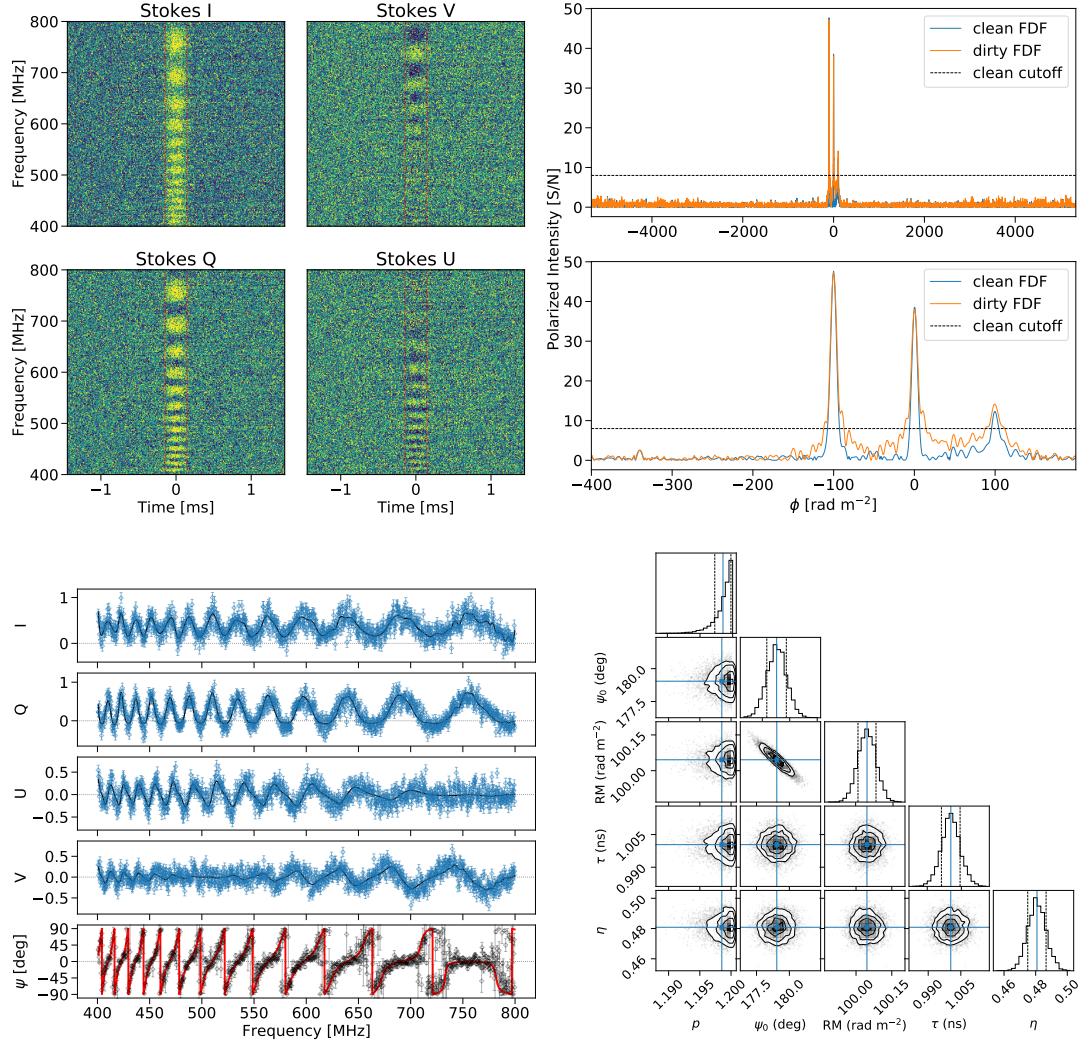 Stokes I
Stokes V
800
700
600
500
400
Frequency [MHz]
Stokes Q
Stokes U
800
700
600
500
400
Frequency [MHz]
−1
0
1
−1
0
1
Time [ms]
Time [ms]
50
40
30
20
10
0
clean FDF
dirty FDF
clean cutoff
−4000
−2000
0
2000
4000
Polarized Intensity [S/N]
50
40
30
20
10
0
clean FDF
dirty FDF
clean cutoff
−400
−300
−200
−100
0
100
ϕ [rad m⁻²]
I
1
0
Q
1
0
U
0.5
0.0
−0.5
V
0.5
0.0
−0.5
ψ [deg]
90
45
0
−45
−90
400
450
500
550
600
650
700
750
800
Frequency [MHz]
ψ₀ (deg)
180.0
177.5
RM (rad m⁻²)
100.15
100.00
τ (ns)
1.005
0.990
η
0.50
0.48
0.46
1.190
1.195
1.200
177.5
180.0
100.00
100.15
0.990
1.005
0.46
0.48
0.50
p
ψ₀ (deg)
RM (rad m⁻²)
τ (ns)
η